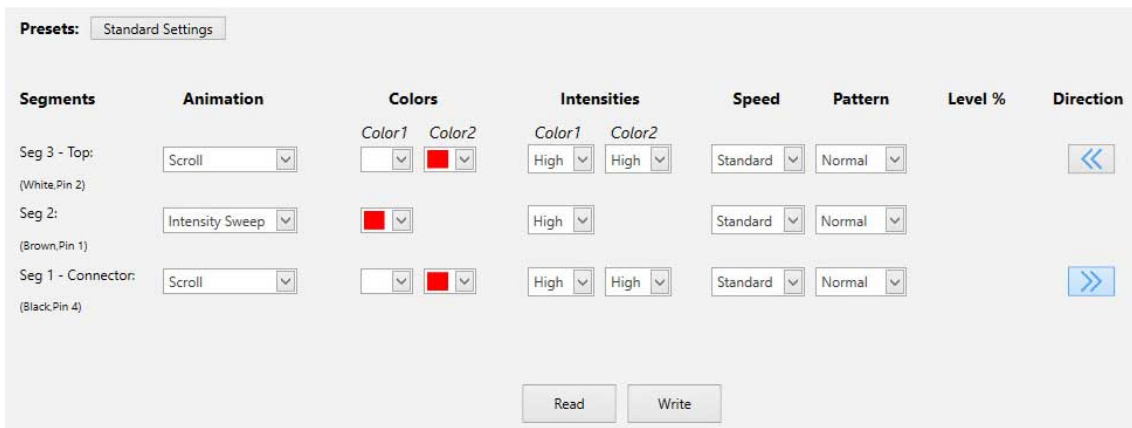 Presets: Standard Settings
Segments Animation Colors Intensities Speed Pattern Level % Direction
Color1 Color2 Color1 Color2
Seg 3 - Top: Scroll High High Standard Normal
(White,Pin 2)
Seg 2: Intensity Sweep High Standard Normal
(Brown,Pin 1)
Seg 1 - Connector: Scroll High High Standard Normal
(Black,Pin 4)
Read Write